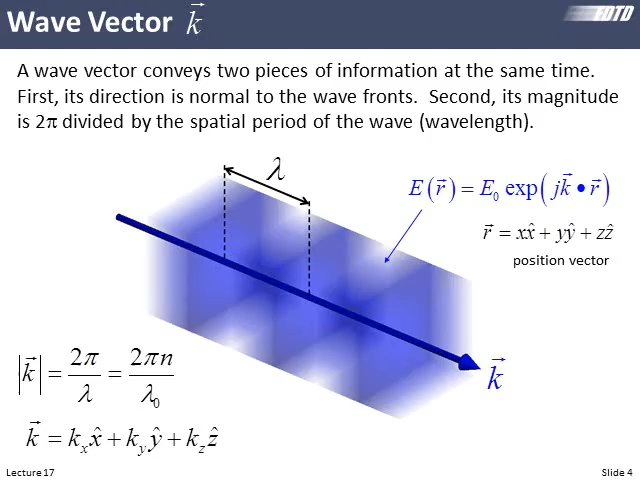 Wave Vector k⃗
FDTD
A wave vector conveys two pieces of information at the same time.
First, its direction is normal to the wave fronts.  Second, its magnitude
is 2π divided by the spatial period of the wave (wavelength).
λ
E(r⃗) = E₀ exp(jk⃗ • r⃗)
r⃗ = xx̂ + yŷ + zẑ
position vector
|k⃗| = 2π/λ = 2πn/λ₀
k⃗
k⃗ = kₓx̂ + k_yŷ + k_zẑ
Lecture 17
Slide 4